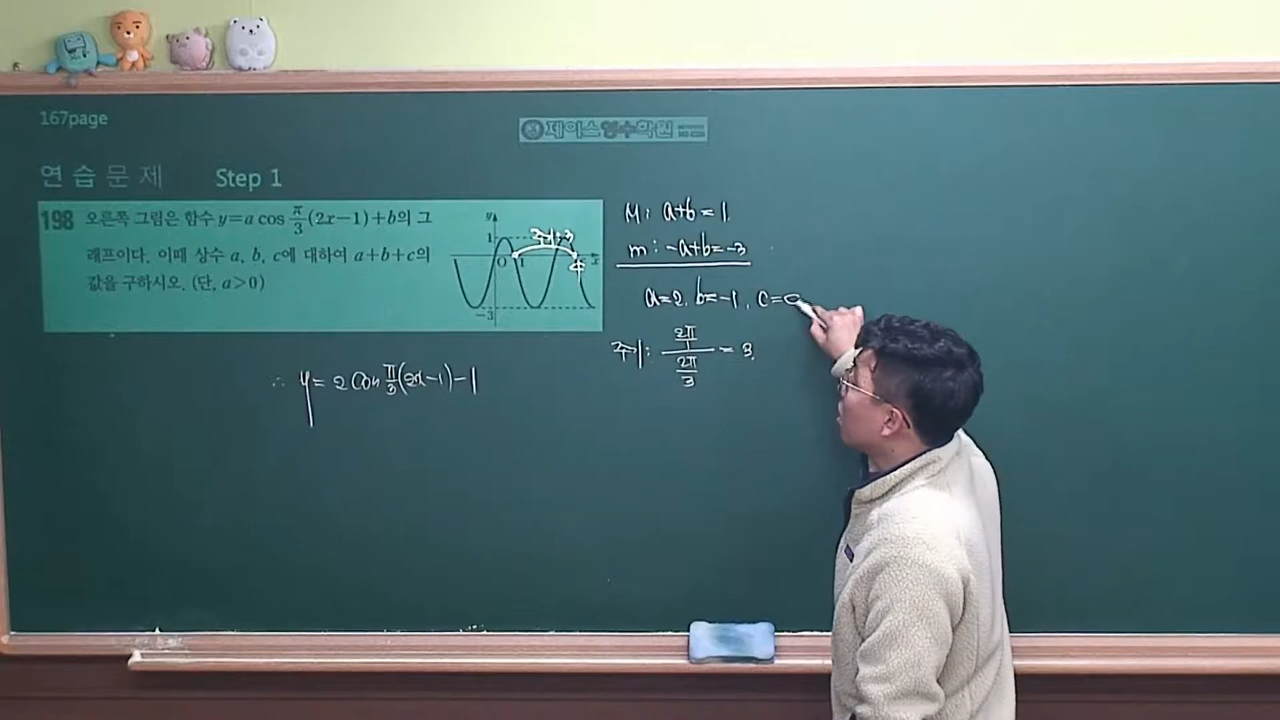 167page
제이스영수학원
연습문제 Step 1
198 오른쪽 그림은 함수 y=a cos π/3(2x-1)+b의 그
래프이다. 이때 상수 a, b, c에 대하여 a+b+c의
값을 구하시오. (단, a>0)
y
1
O
1
x
-3
M: a+b=1
m: -a+b=-3
a=2, b=-1, c=
주기: 2π/1 / 2π/3 = 3
∴ y= 2 cos π/3(2x-1)-1